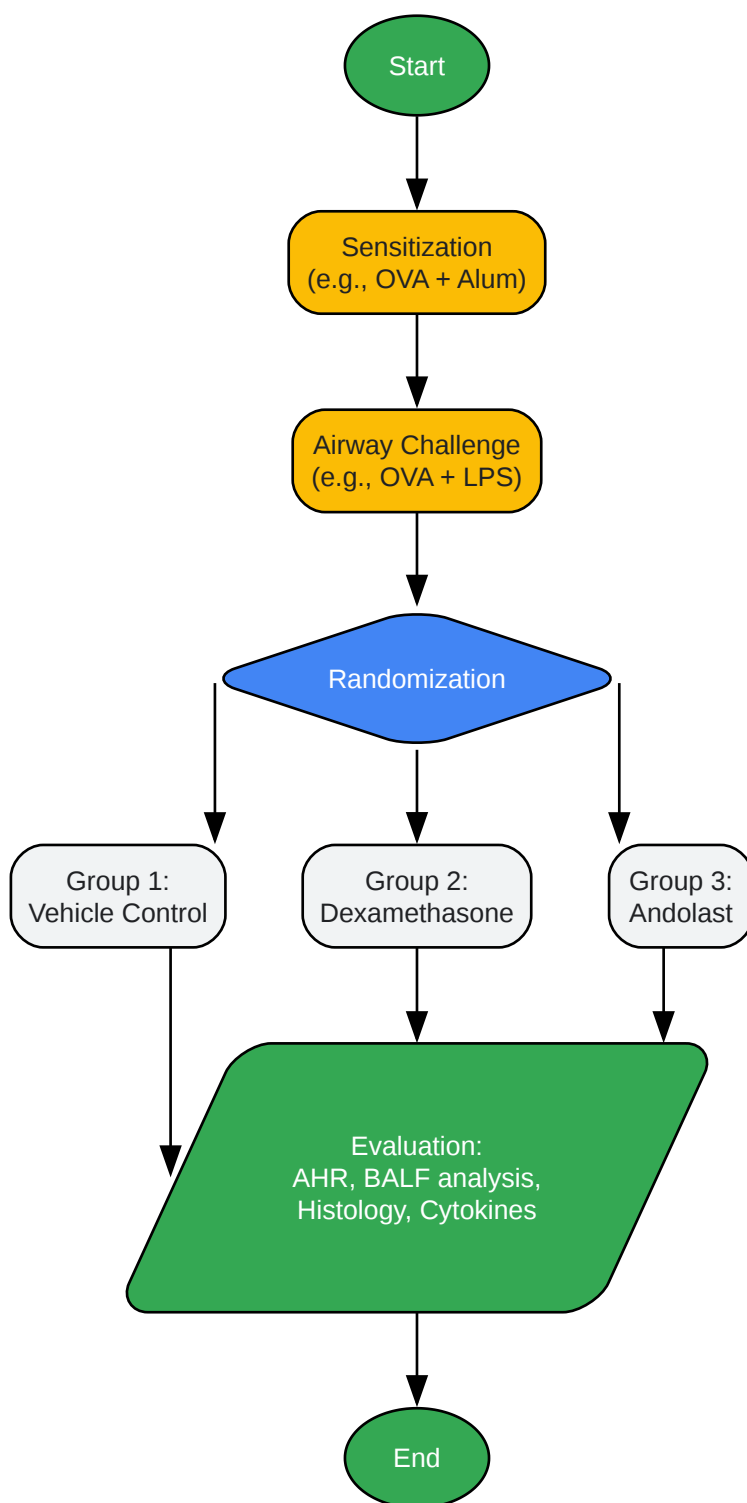 Start
Sensitization
(e.g., OVA + Alum)
Airway Challenge
(e.g., OVA + LPS)
Randomization
Group 1:
Vehicle Control
Group 2:
Dexamethasone
Group 3:
Andolast
Evaluation:
AHR, BALF analysis,
Histology, Cytokines
End